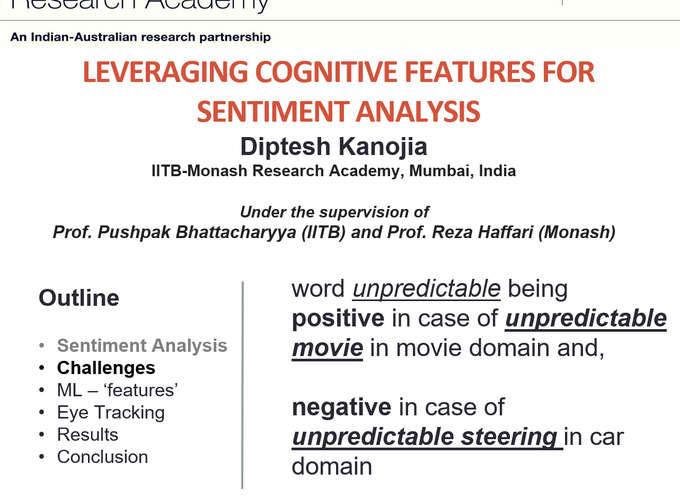 Research Academy
An Indian-Australian research partnership
LEVERAGING COGNITIVE FEATURES FOR
SENTIMENT ANALYSIS
Diptesh Kanojia
IITB-Monash Research Academy, Mumbai, India
Under the supervision of
Prof. Pushpak Bhattacharyya (IITB) and Prof. Reza Haffari (Monash)
Outline
• Sentiment Analysis
• Challenges
• ML – ‘features’
• Eye Tracking
• Results
• Conclusion
word unpredictable being
positive in case of unpredictable
movie in movie domain and,
negative in case of
unpredictable steering in car
domain